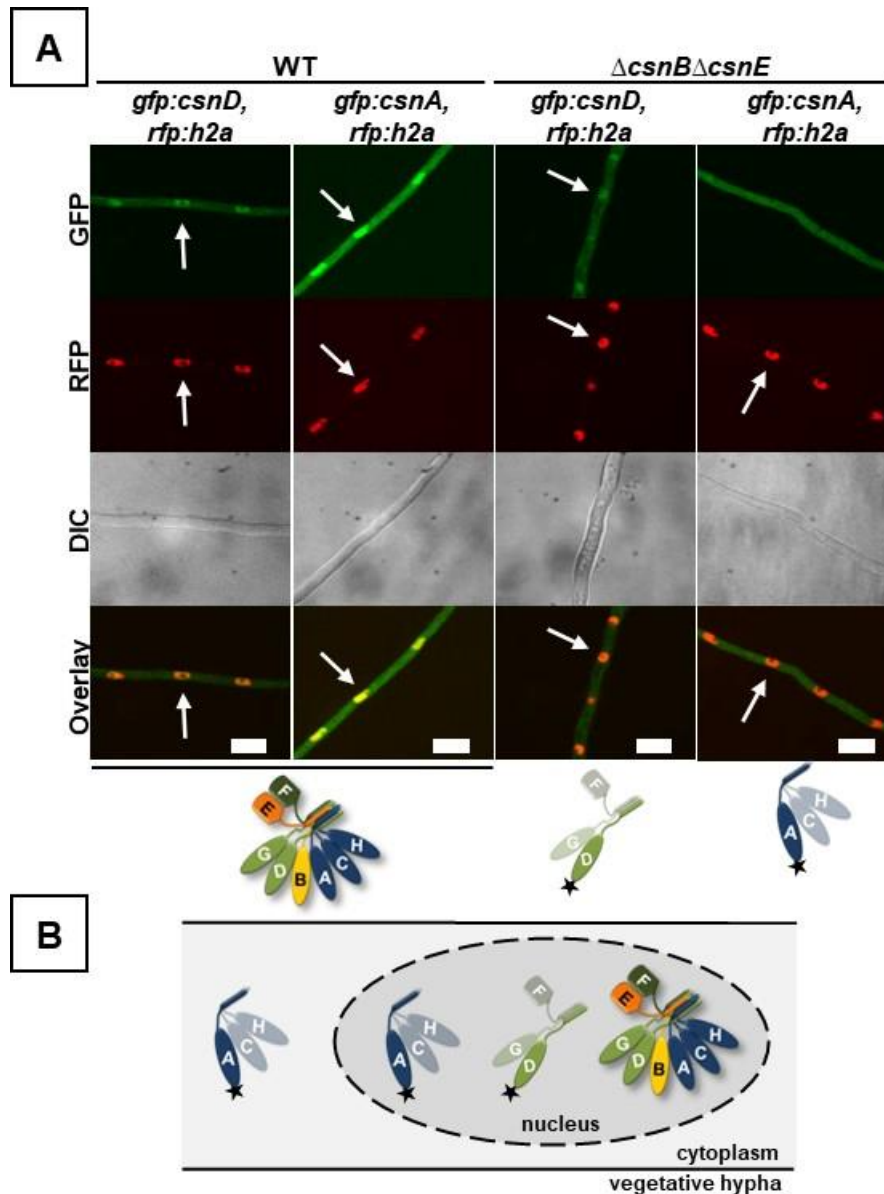 A
WT ΔcsnBΔcsnE
gfp:csnD, gfp:csnA, gfp:csnD, gfp:csnA,
rfp:h2a rfp:h2a rfp:h2a rfp:h2a
GFP
RFP
DIC
Overlay
F
E
G
D
B
A
C
H
F
G
D
H
C
A
B
H
C
A
H
C
A
F
G
D
F
E
G
D
B
A
C
H
nucleus
cytoplasm
vegetative hypha